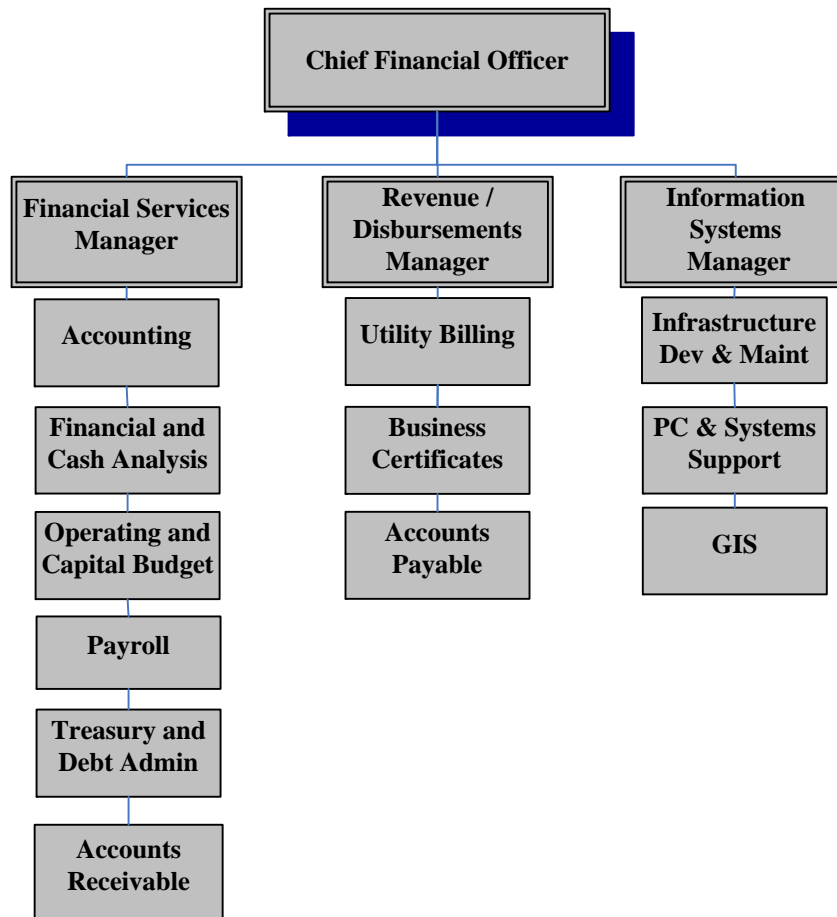 Chief Financial Officer
Financial Services
Manager
Revenue /
Disbursements
Manager
Information
Systems
Manager
Accounting
Utility Billing
Infrastructure
Dev & Maint
Financial and
Cash Analysis
Business
Certificates
PC & Systems
Support
Operating and
Capital Budget
Accounts
Payable
GIS
Payroll
Treasury and
Debt Admin
Accounts
Receivable